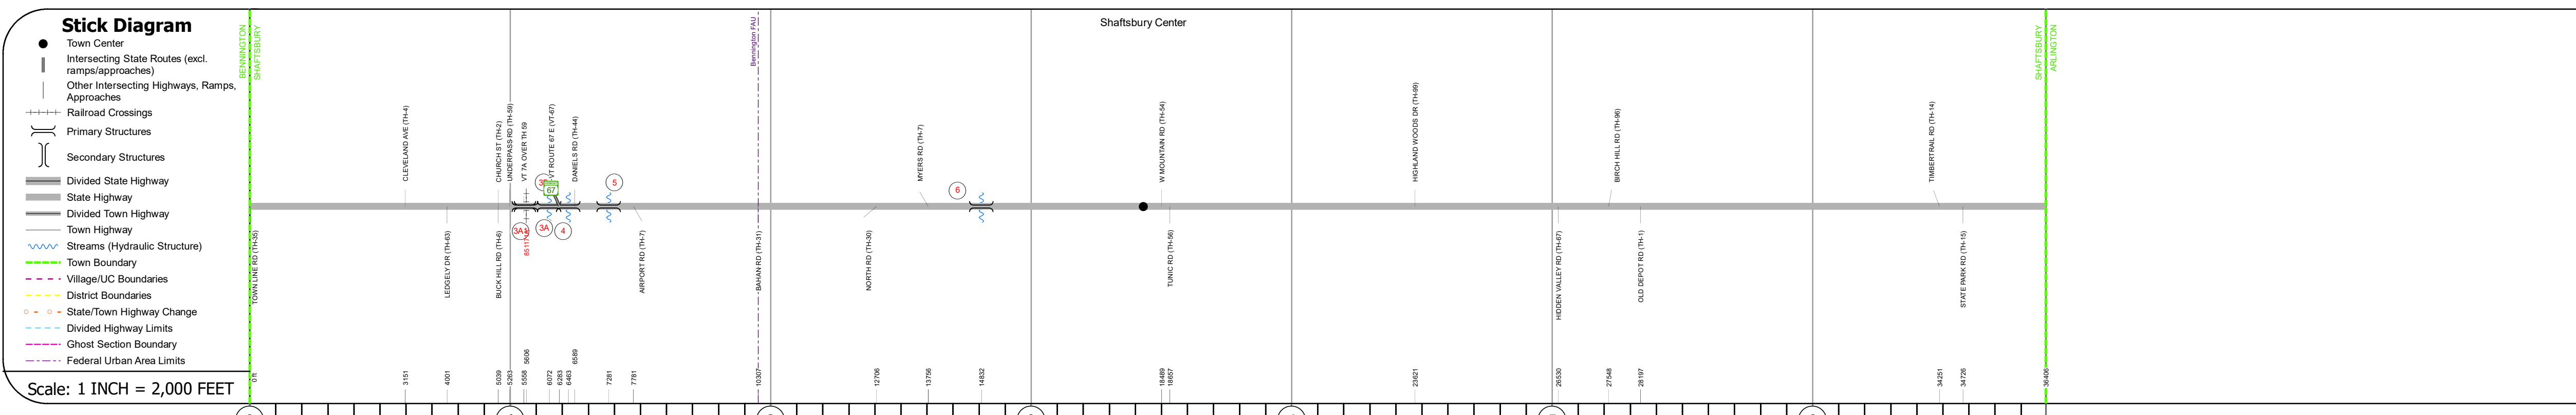 Stick Diagram
Town Center
Intersecting State Routes (excl.
ramps/approaches)
Other Intersecting Highways, Ramps,
Approaches
Railroad Crossings
Primary Structures
Secondary Structures
Divided State Highway
State Highway
Divided Town Highway
Town Highway
Streams (Hydraulic Structure)
Town Boundary
Village/UC Boundaries
District Boundaries
State/Town Highway Change
Divided Highway Limits
Ghost Section Boundary
Federal Urban Area Limits
Scale: 1 INCH = 2,000 FEET
BENNINGTON
SHAFTSBURY
Bennington FAU
Shaftsbury Center
SHAFTSBURY
ARLINGTON
CLEVELAND AVE (TH-4)
CHURCH ST (TH-2)
UNDERPASS RD (TH-59)
VT 7A OVER TH 59
VT ROUTE 67 E (VT-67)
DANIELS RD (TH-44)
MYERS RD (TH-7)
W MOUNTAIN RD (TH-54)
HIGHLAND WOODS DR (TH-99)
BIRCH HILL RD (TH-96)
TIMBERTRAIL RD (TH-14)
67
5
6
3A1
3A
4
TOWN LINE RD (TH-35)
LEDGELY DR (TH-63)
BUCK HILL RD (TH-6)
AIRPORT RD (TH-7)
BAHAN RD (TH-31)
NORTH RD (TH-30)
TUNIC RD (TH-56)
HIDDEN VALLEY RD (TH-67)
OLD DEPOT RD (TH-1)
STATE PARK RD (TH-15)
0 ft
3151
4001
5039
5263
5558
5606
6072
6283
6463
6589
7281
7781
10307
12706
13756
14832
18489
18657
23621
26530
27548
28197
34251
34726
36406